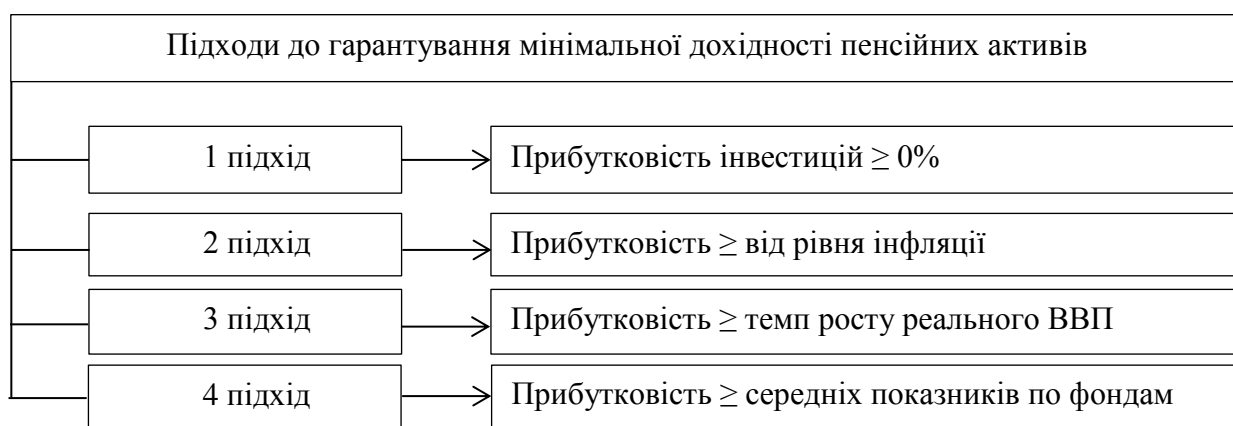 Підходи до гарантування мінімальної дохідності пенсійних активів
1 підхід
Прибутковість інвестицій ≥ 0%
2 підхід
Прибутковість ≥ від рівня інфляції
3 підхід
Прибутковість ≥ темп росту реального ВВП
4 підхід
Прибутковість ≥ середніх показників по фондам